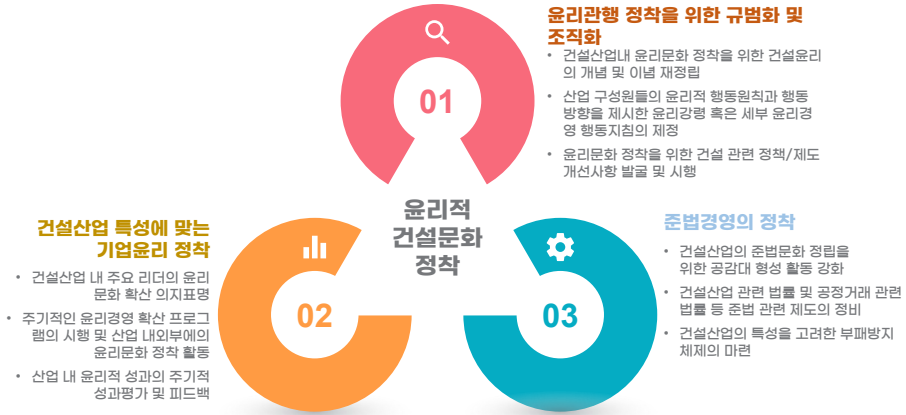 01
윤리관행 정착을 위한 규범화 및
조직화
• 건설산업내 윤리문화 정착을 위한 건설윤리
의 개념 및 이념 재정립
• 산업 구성원들의 윤리적 행동원칙과 행동
방향을 제시한 윤리강령 혹은 세부 윤리경
영 행동지침의 제정
• 윤리문화 정착을 위한 건설 관련 정책/제도
개선사항 발굴 및 시행
윤리적
건설문화
정착
건설산업 특성에 맞는
기업윤리 정착
• 건설산업 내 주요 리더의 윤리
문화 확산 의지표명
• 주기적인 윤리경영 확산 프로그
램의 시행 및 산업 내외부에의
윤리문화 정착 활동
• 산업 내 윤리적 성과의 주기적
성과평가 및 피드백
02
03
준법경영의 정착
• 건설산업의 준법문화 정립을
위한 공감대 형성 활동 강화
• 건설산업 관련 법률 및 공정거래 관련
법률 등 준법 관련 제도의 정비
• 건설산업의 특성을 고려한 부패방지
체제의 마련